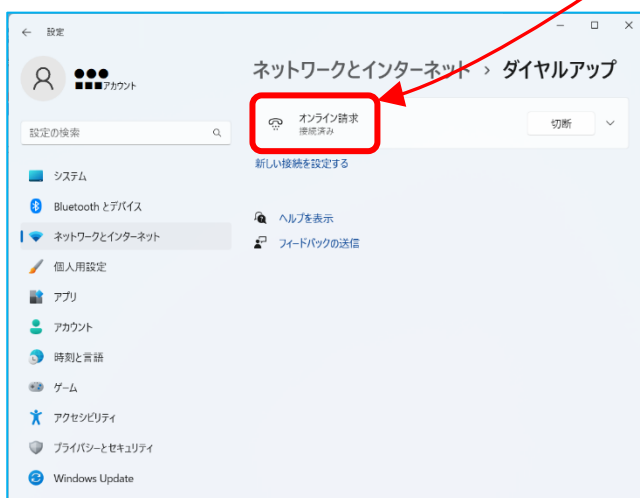 設定
●●●
■■■アカウント
設定の検索
システム
Bluetooth とデバイス
ネットワークとインターネット
個人用設定
アプリ
アカウント
時刻と言語
ゲーム
アクセシビリティ
プライバシーとセキュリティ
Windows Update
ネットワークとインターネット › ダイヤルアップ
オンライン請求
接続済み
切断
新しい接続を設定する
ヘルプを表示
フィードバックの送信